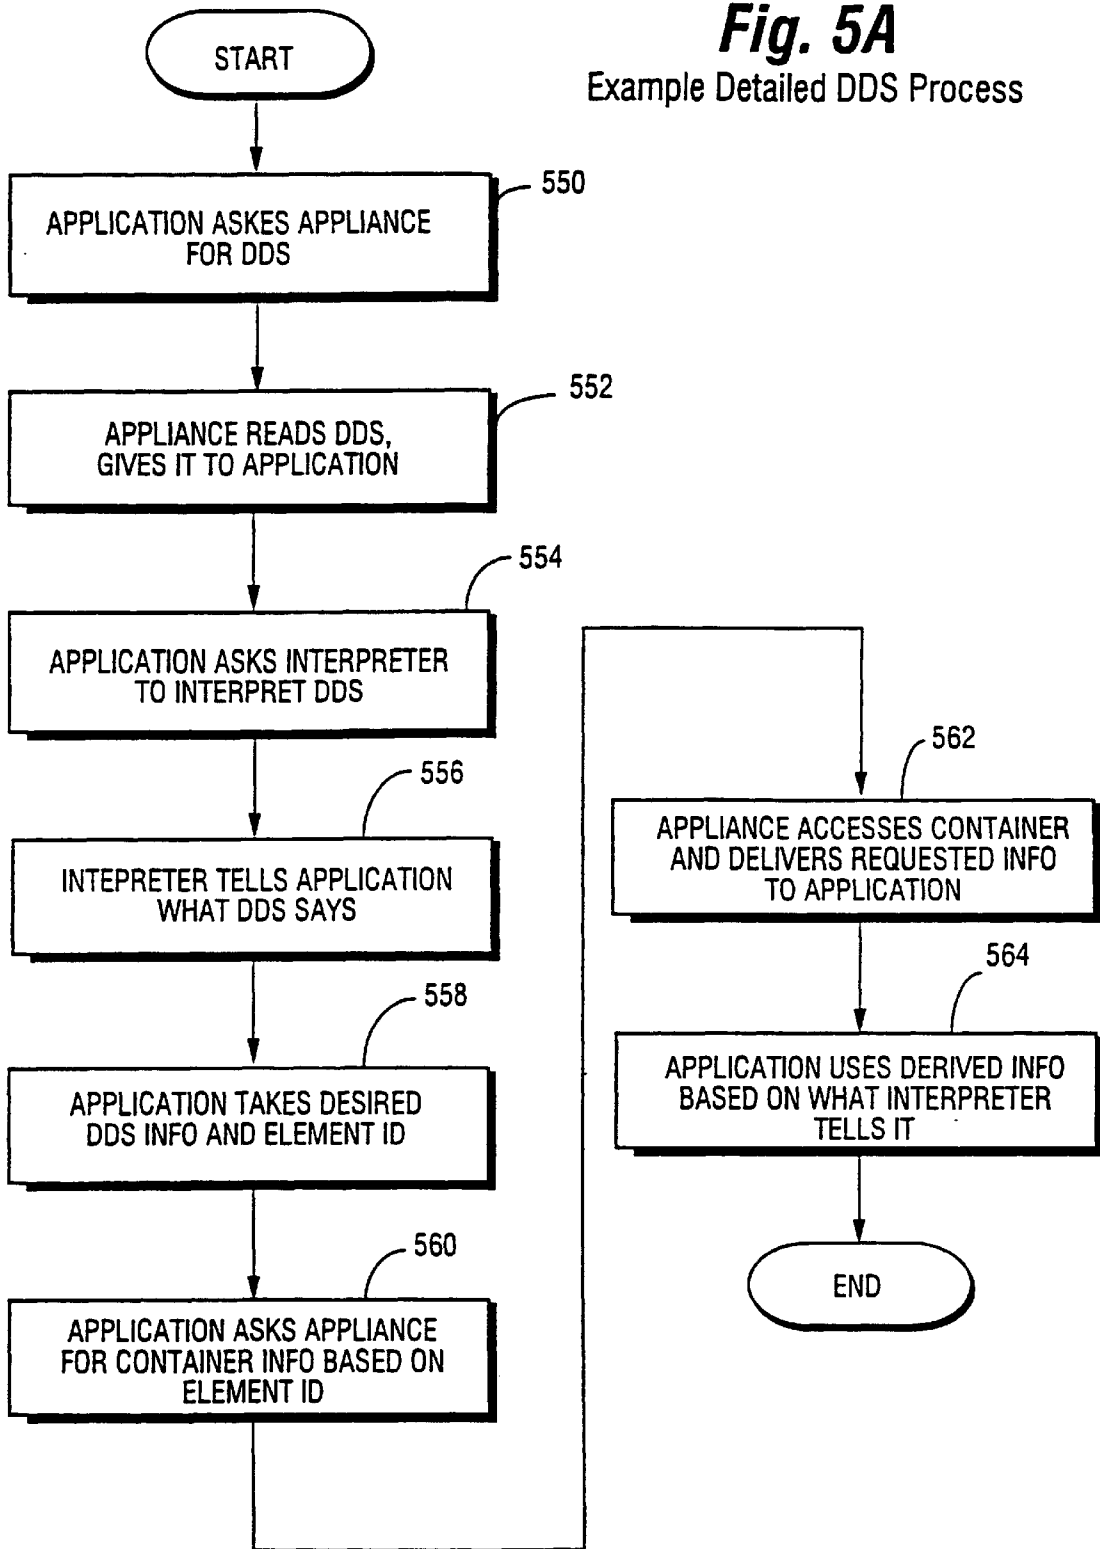 Fig. 5A
Example Detailed DDS Process
START
550
APPLICATION ASKES APPLIANCE
FOR DDS
552
APPLIANCE READS DDS,
GIVES IT TO APPLICATION
554
APPLICATION ASKS INTERPRETER
TO INTERPRET DDS
556
INTEPRETER TELLS APPLICATION
WHAT DDS SAYS
558
APPLICATION TAKES DESIRED
DDS INFO AND ELEMENT ID
560
APPLICATION ASKS APPLIANCE
FOR CONTAINER INFO BASED ON
ELEMENT ID
562
APPLIANCE ACCESSES CONTAINER
AND DELIVERS REQUESTED INFO
TO APPLICATION
564
APPLICATION USES DERIVED INFO
BASED ON WHAT INTERPRETER
TELLS IT
END